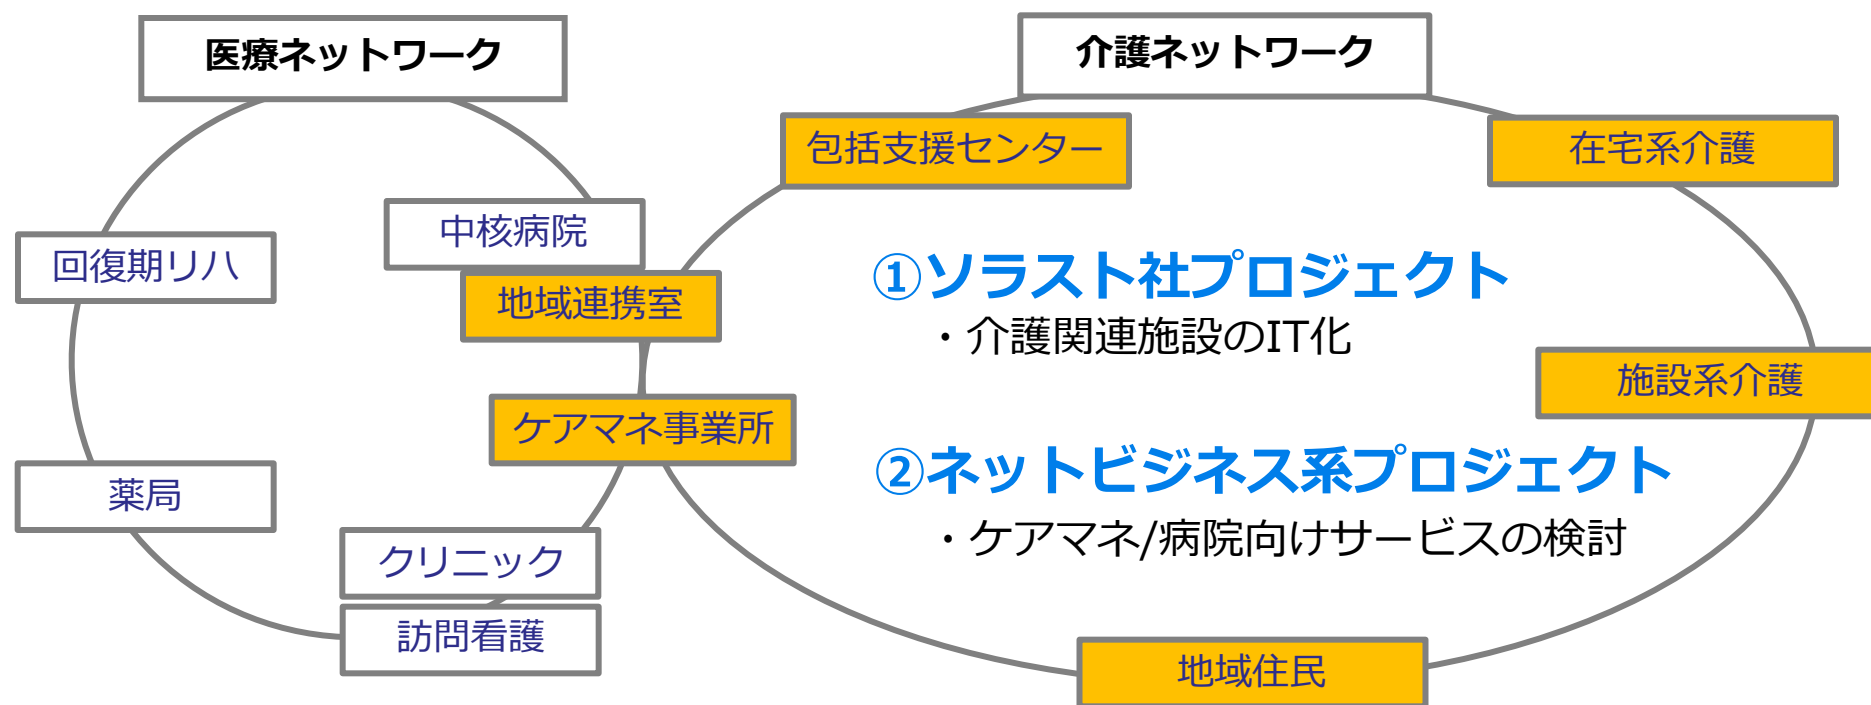 医療ネットワーク
介護ネットワーク
包括支援センター
在宅系介護
中核病院
回復期リハ
地域連携室
①ソラスト社プロジェクト
・介護関連施設のIT化
施設系介護
ケアマネ事業所
②ネットビジネス系プロジェクト
薬局
・ケアマネ/病院向けサービスの検討
クリニック
訪問看護
地域住民